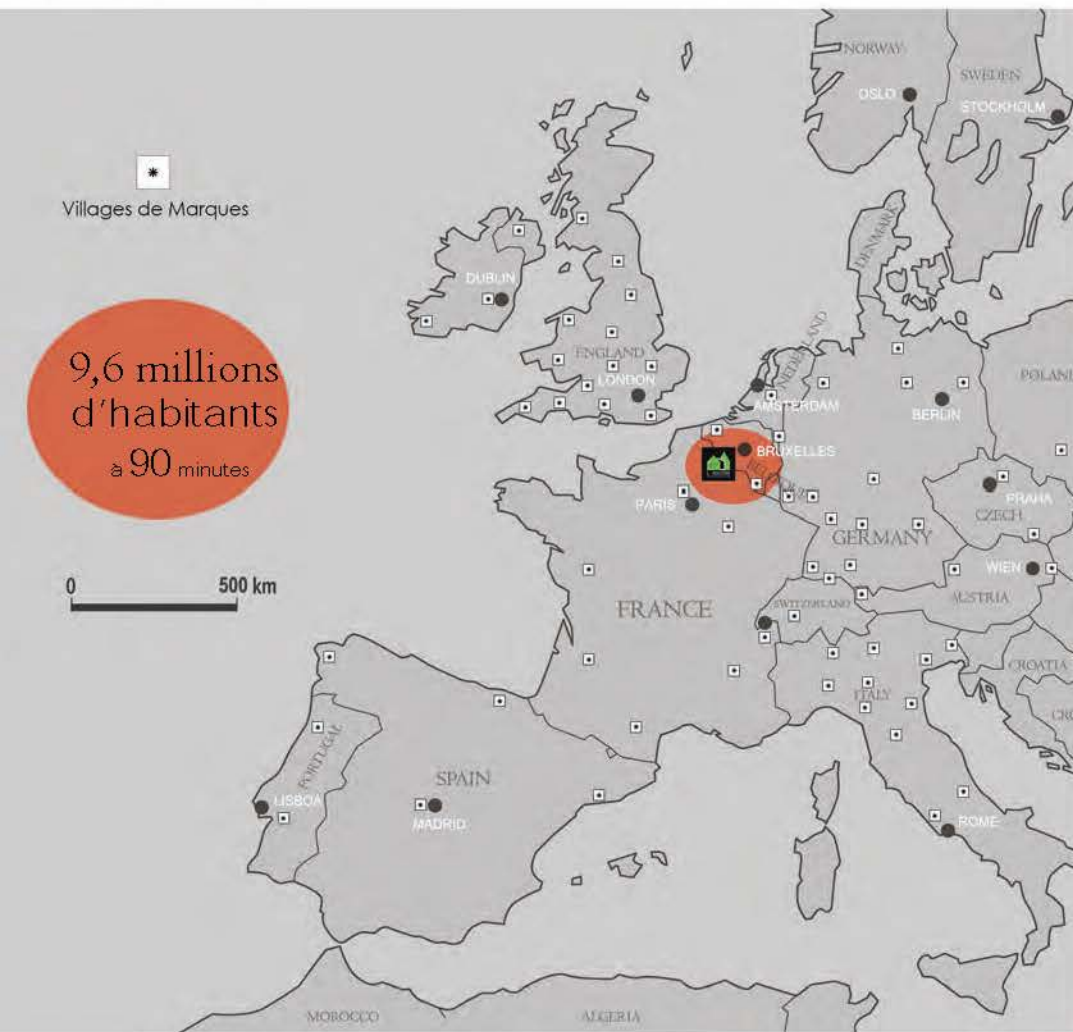 NORWAY
SWEDEN
OSLO
STOCKHOLM
Villages de Marques
DENMARK
DUBLIN
9,6 millions
d'habitants
à 90 minutes
ENGLAND
LONDON
NEDERLAND
AMSTERDAM
BERLIN
POLAND
BRUXELLES
PARIS
PRAHA
CZECH
GERMANY
WIEN
AUSTRIA
0 500 km
FRANCE
SWITZERLAND
CROATIA
ITALY
PORTUGAL
SPAIN
LISBOA
MADRID
ROME
MOROCCO
ALGERIA